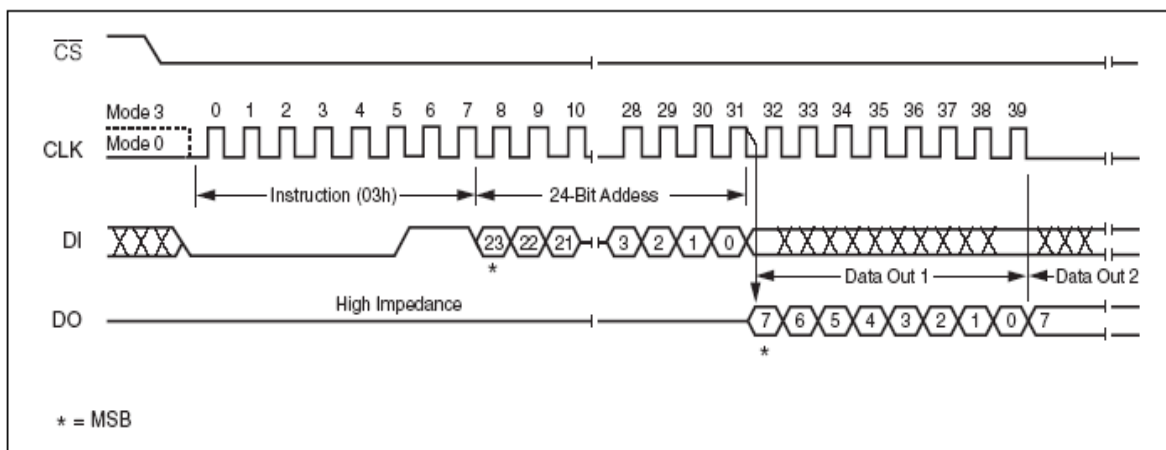 CS
Mode 3 0 1 2 3 4 5 6 7 8 9 10 28 29 30 31 32 33 34 35 36 37 38 39
CLK Mode 0
Instruction (03h) 24-Bit Addess
DI 23 22 21 3 2 1 0
* Data Out 1 Data Out 2
High Impedance
DO 7 6 5 4 3 2 1 0 7
*
* = MSB